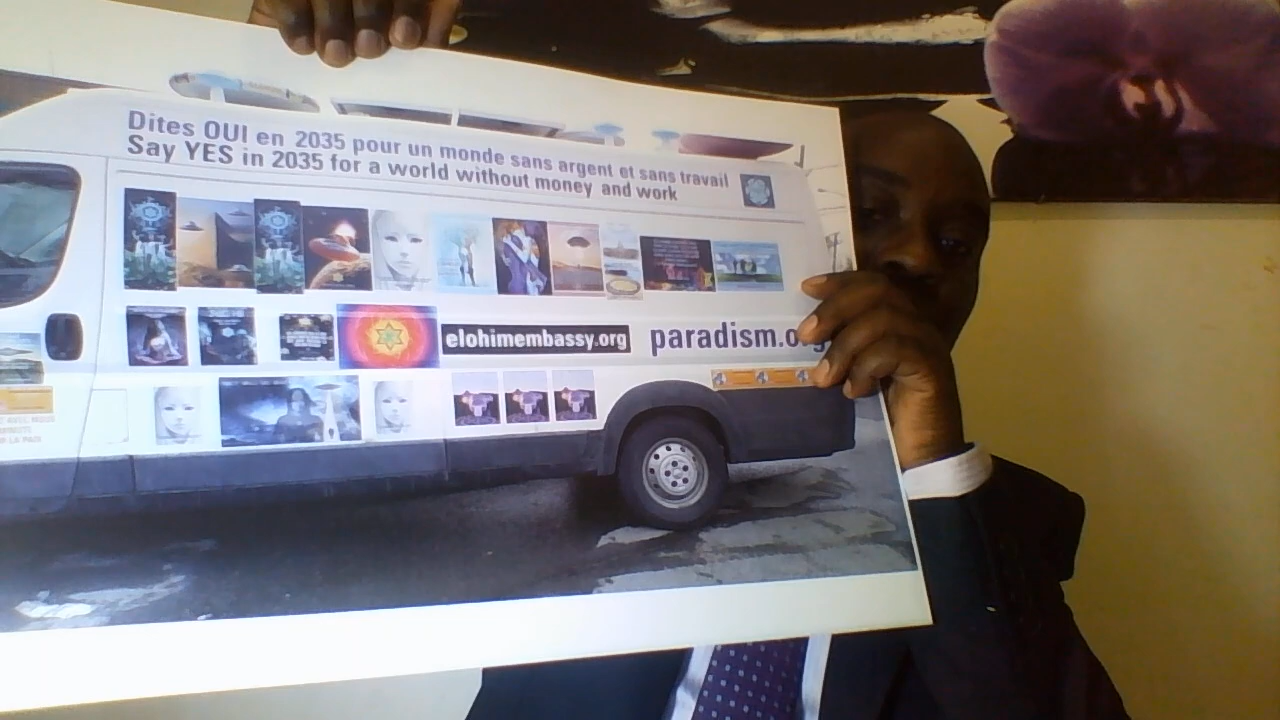 Dites OUI en 2035 pour un monde sans argent et sans travail
Say YES in 2035 for a world without money and work
elohimembassy.org
paradism.o